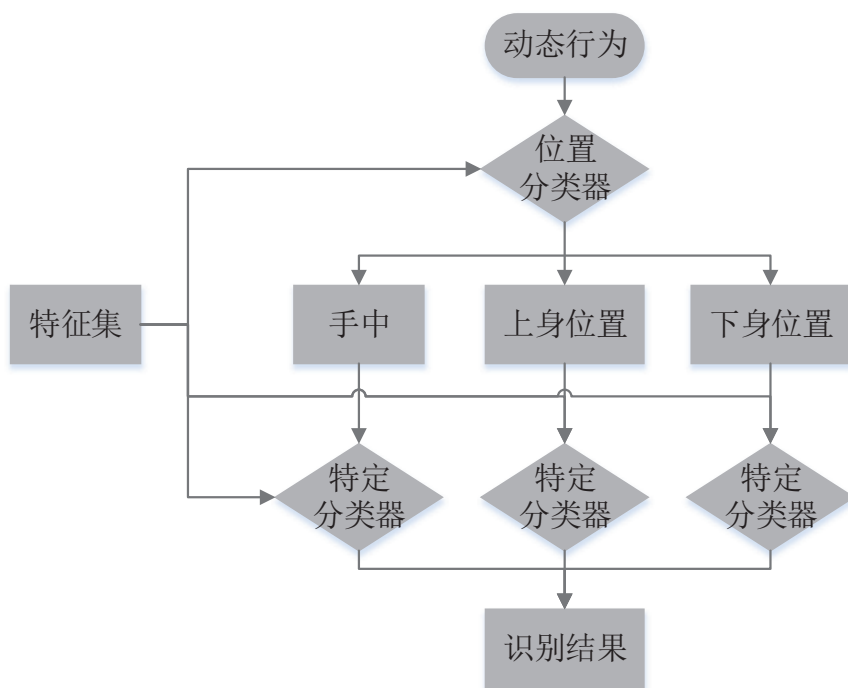 动态行为
位置
分类器
特征集
手中
上身位置
下身位置
特定
分类器
特定
分类器
特定
分类器
识别结果